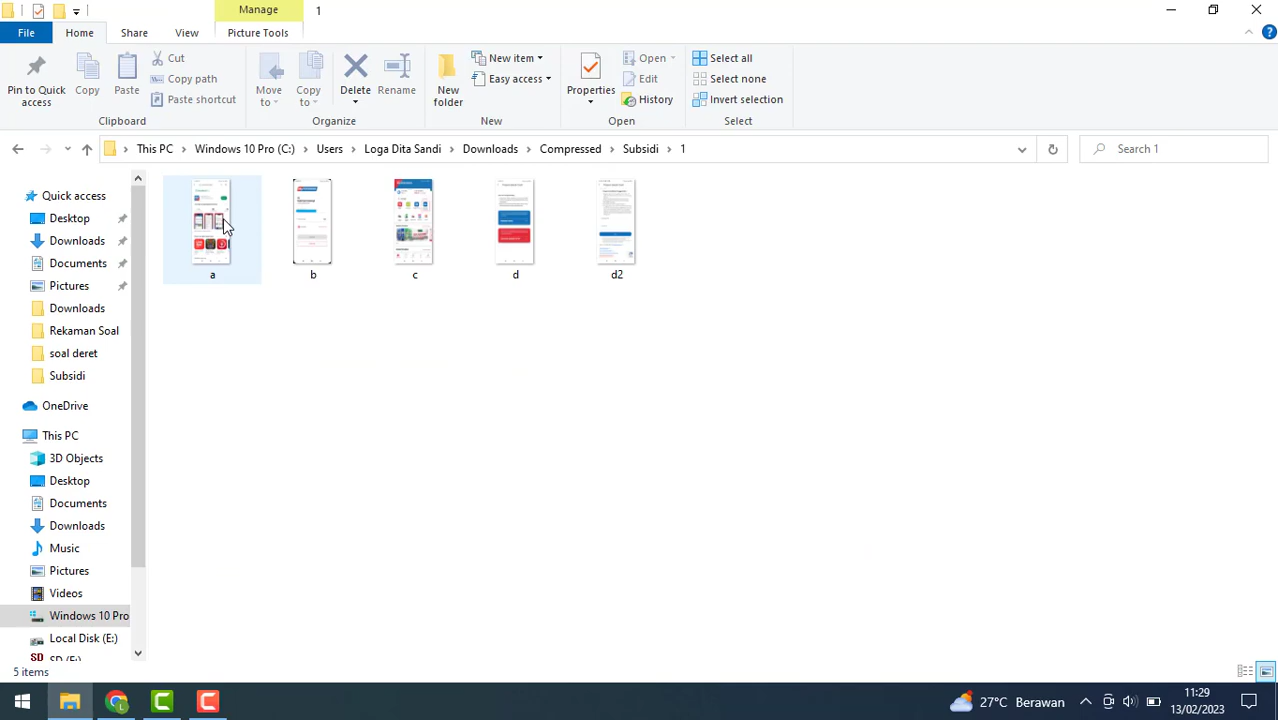 Manage
1
File
Home
Share
View
Picture Tools
Pin to Quick access
Copy
Paste
Cut
Copy path
Paste shortcut
Clipboard
Move to
Copy to
Delete
Rename
Organize
New folder
New item
Easy access
New
Properties
Open
Edit
History
Open
Select all
Select none
Invert selection
Select
This PC
Windows 10 Pro (C:)
Users
Loga Dita Sandi
Downloads
Compressed
Subsidi
1
Search 1
Quick access
Desktop
Downloads
Documents
Pictures
Downloads
Rekaman Soal
soal deret
Subsidi
OneDrive
This PC
3D Objects
Desktop
Documents
Downloads
Music
Pictures
Videos
Windows 10 Pro
Local Disk (E:)
SD (F:)
a
b
c
d
d2
5 items
27°C Berawan
11:29
13/02/2023